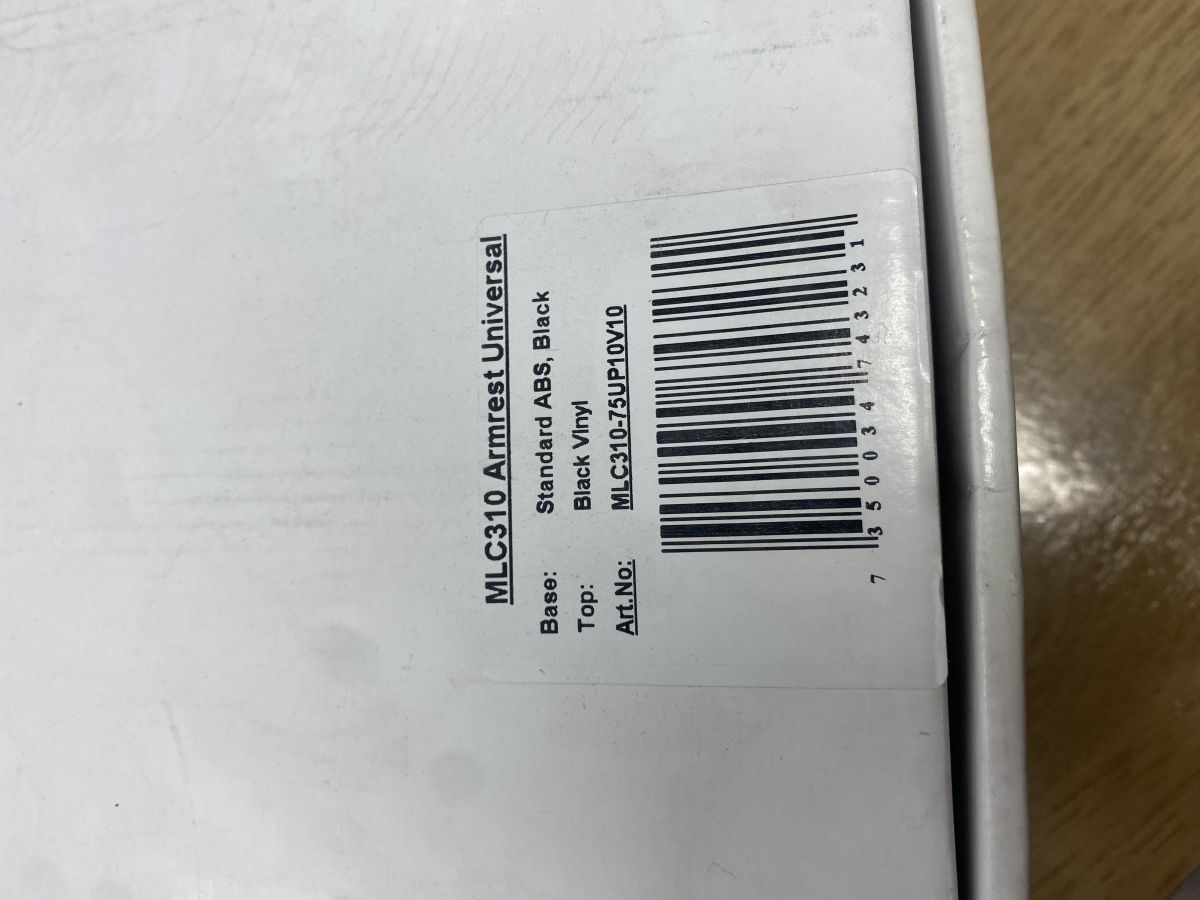 MLC310 Armrest Universal
Base: Standard ABS, Black
Top: Black Vinyl
Art.No: MLC310-75UP10V10
7 350034 743231